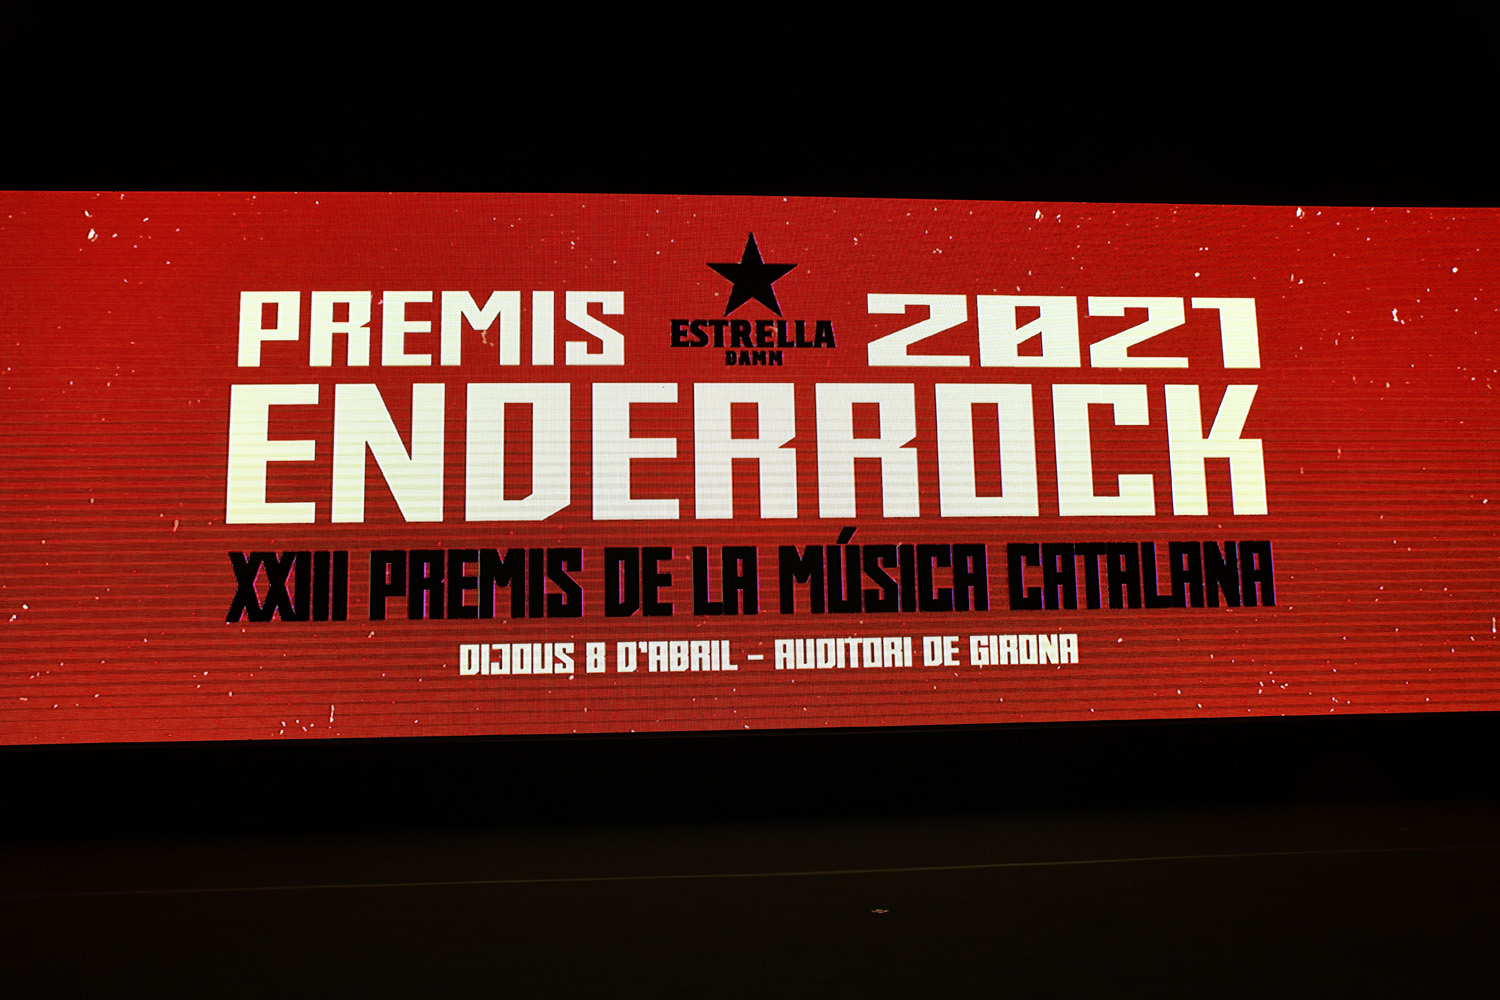 PREMIS ESTRELLA DAMM 2021
ENDERROCK
XXIII PREMIS DE LA MÚSICA CATALANA
DIJOUS 8 D'ABRIL - AUDITORI DE GIRONA